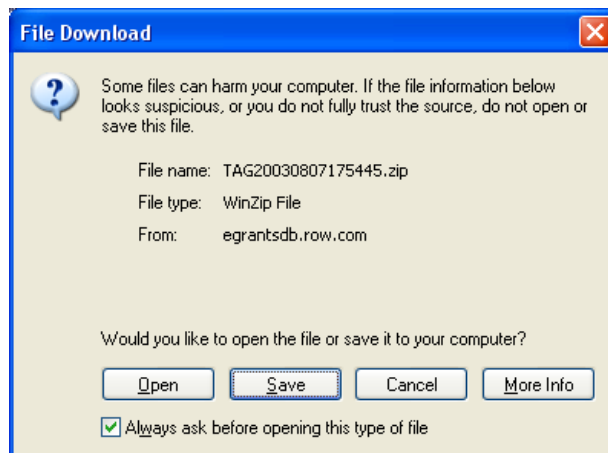 File Download
Some files can harm your computer. If the file information below
looks suspicious, or you do not fully trust the source, do not open or
save this file.
File name: TAG20030807175445.zip
File type: WinZip File
From: egrantsdb.row.com
Would you like to open the file or save it to your computer?
Open Save Cancel More Info
Always ask before opening this type of file